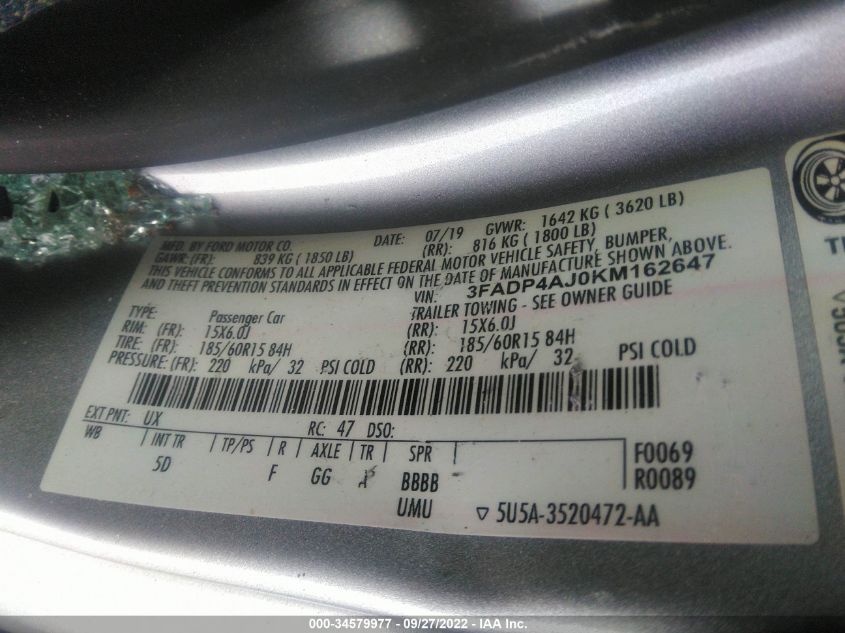 MFD. BY FORD MOTOR CO. DATE: 07/19 GVWR: 1642 KG ( 3620 LB)
GAWR: (FR): 839 KG ( 1850 LB) (RR): 816 KG ( 1800 LB)
THIS VEHICLE CONFORMS TO ALL APPLICABLE FEDERAL MOTOR VEHICLE SAFETY, BUMPER,
AND THEFT PREVENTION STANDARDS IN EFFECT ON THE DATE OF MANUFACTURE SHOWN ABOVE.
VIN: 3FADP4AJ0KM162647
TYPE: Passenger Car TRAILER TOWING - SEE OWNER GUIDE
RIM: (FR): 15X6.0J (RR): 15X6.0J
TIRE: (FR): 185/60R15 84H (RR): 185/60R15 84H
PRESSURE: (FR): 220 kPa/ 32 PSI COLD (RR): 220 kPa/ 32 PSI COLD
EXT PNT: UX RC: 47 DSO:
WB INT TR TP/PS R AXLE TR SPR F0069
5D F GG BBBB R0089
UMU ▽ 5U5A-3520472-AA
000-34579977 - 09/27/2022 - IAA Inc.